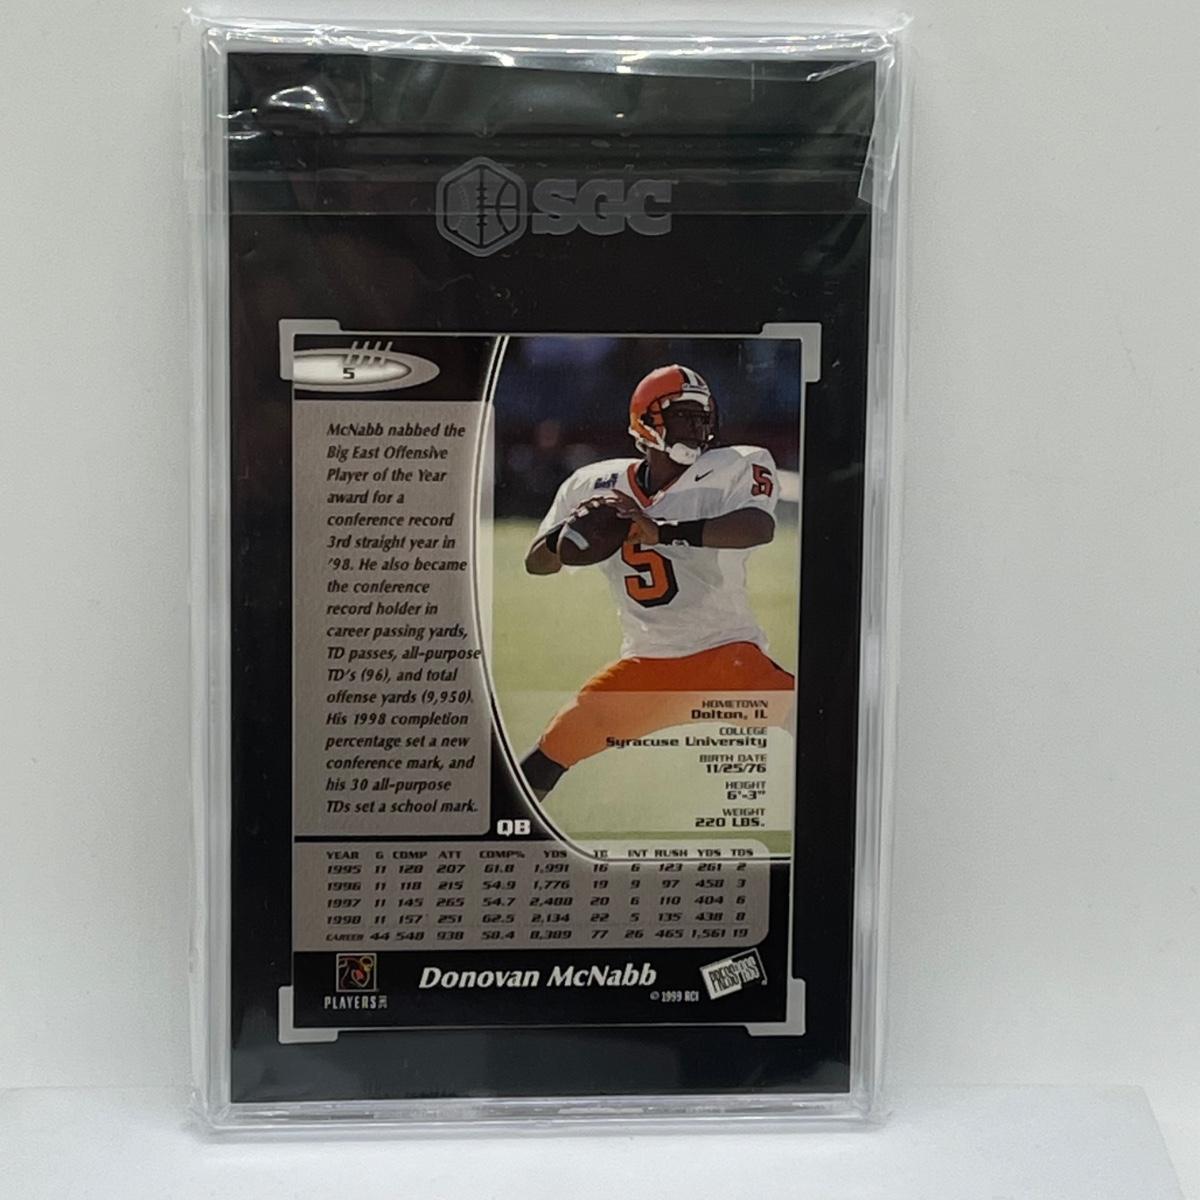 SGC
5
McNabb nabbed the
Big East Offensive
Player of the Year
award for a
conference record
3rd straight year in
'98. He also became
the conference
record holder in
career passing yards,
TD passes, all-purpose
TD's (96), and total
offense yards (9,950).
His 1998 completion
percentage set a new
conference mark, and
his 30 all-purpose
TDs set a school mark.
5
5
HOMETOWN
Dolton, IL
COLLEGE
Syracuse University
BIRTH DATE
11/25/76
HEIGHT
6'-3"
WEIGHT
220 LBS.
QB
YEAR G COMP ATT COMP% YDS TD INT RUSH YDS TDS
1995 11 128 207 61.8 1,991 16 6 123 261 2
1996 11 118 215 54.9 1,776 19 9 97 458 3
1997 11 145 265 54.7 2,488 20 6 110 404 6
1998 11 157 251 62.5 2,134 22 5 135 438 8
CAREER 44 548 938 58.4 8,389 77 26 465 1,561 19
PLAYERS INC
Donovan McNabb
© 1999 RCI
PRESS PASS